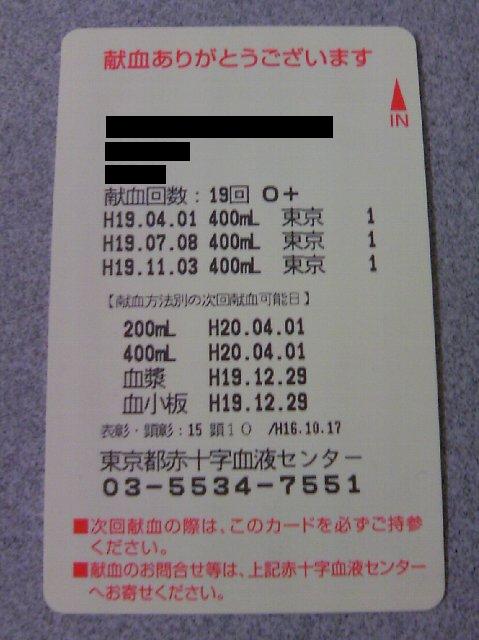 献血ありがとうございます
IN
献血回数：19回 O＋
H19.04.01 400mL 東京 1
H19.07.08 400mL 東京 1
H19.11.03 400mL 東京 1
【献血方法別の次回献血可能日】
200mL H20.04.01
400mL H20.04.01
血漿 H19.12.29
血小板 H19.12.29
表彰・顕彰：15 顕１０ /H16.10.17
東京都赤十字血液センター
03-5534-7551
■次回献血の際は、このカードを必ずご持参
ください。
■献血のお問合せ等は、上記赤十字血液センター
へお寄せください。